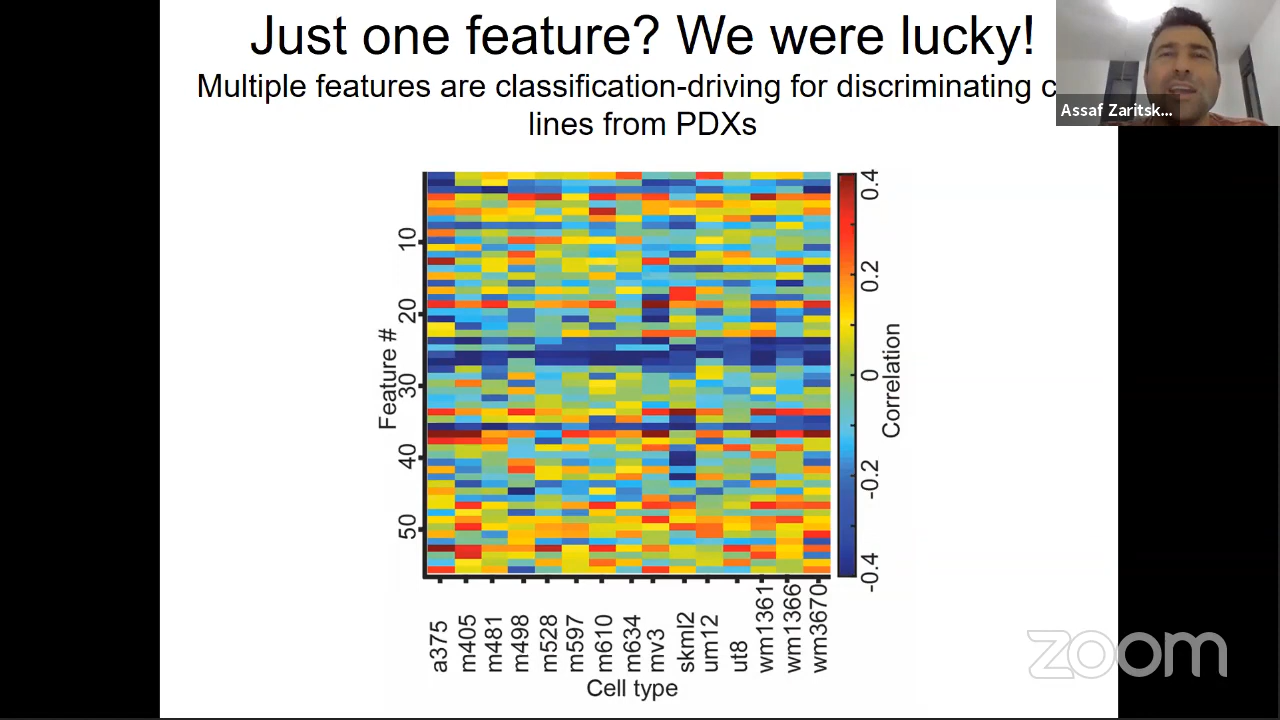 Just one feature? We were lucky!
Multiple features are classification-driving for discriminating c
lines from PDXs
Assaf Zaritsk...
Feature #
10
20
30
40
50
0.4
0.2
0
-0.2
-0.4
Correlation
a375
m405
m481
m498
m528
m597
m610
m634
mv3
skml2
um12
ut8
wm1361
wm1366
wm3670
Cell type
zoom